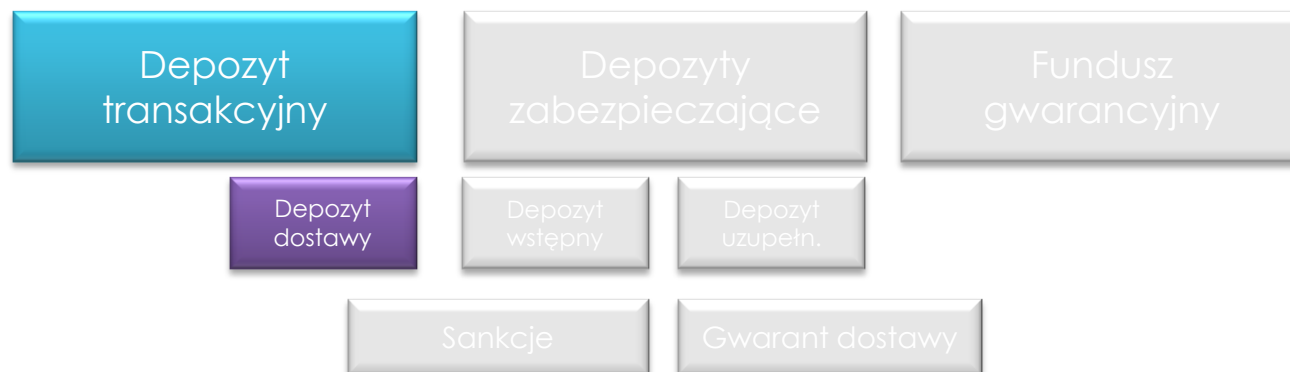 Depozyt
transakcyjny
Depozyty
zabezpieczające
Fundusz
gwarancyjny
Depozyt
dostawy
Depozyt
wstępny
Depozyt
uzupełn.
Sankcje
Gwarant dostawy